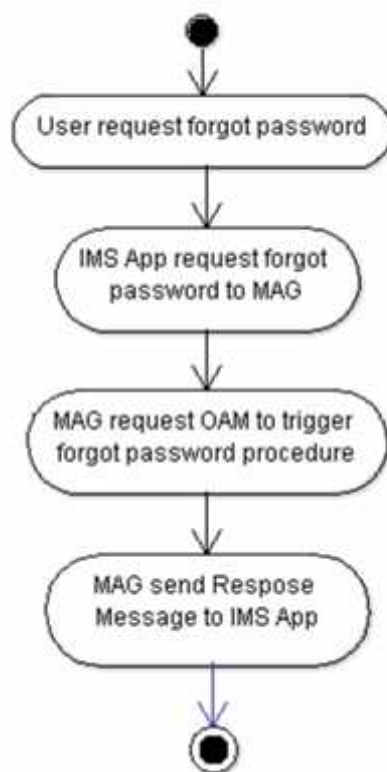 User request forgot password
IMS App request forgot
password to MAG
MAG request OAM to trigger
forgot password procedure
MAG send Respose
Message to IMS App